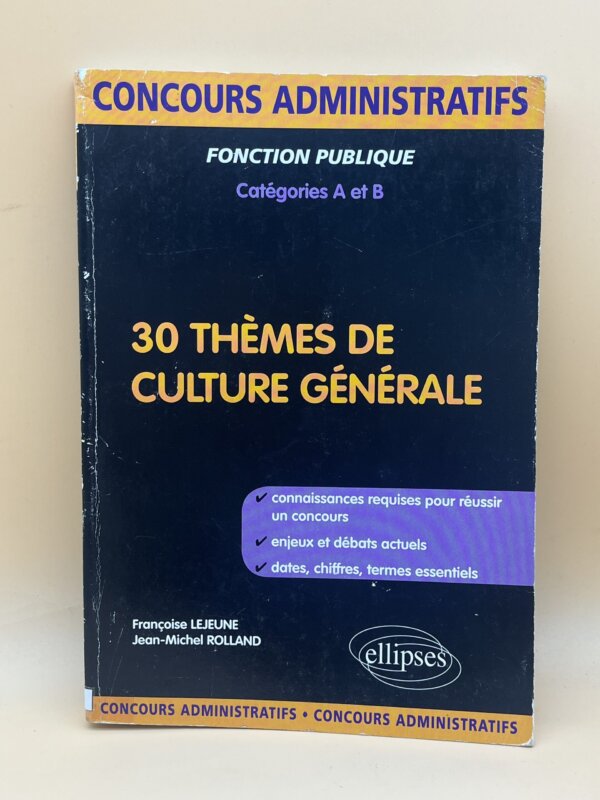 CONCOURS ADMINISTRATIFS
FONCTION PUBLIQUE
Catégories A et B
30 THÈMES DE
CULTURE GÉNÉRALE
✔ connaissances requises pour réussir
un concours
✔ enjeux et débats actuels
✔ dates, chiffres, termes essentiels
Françoise LEJEUNE
Jean-Michel ROLLAND
ellipses
CONCOURS ADMINISTRATIFS • CONCOURS ADMINISTRATIFS